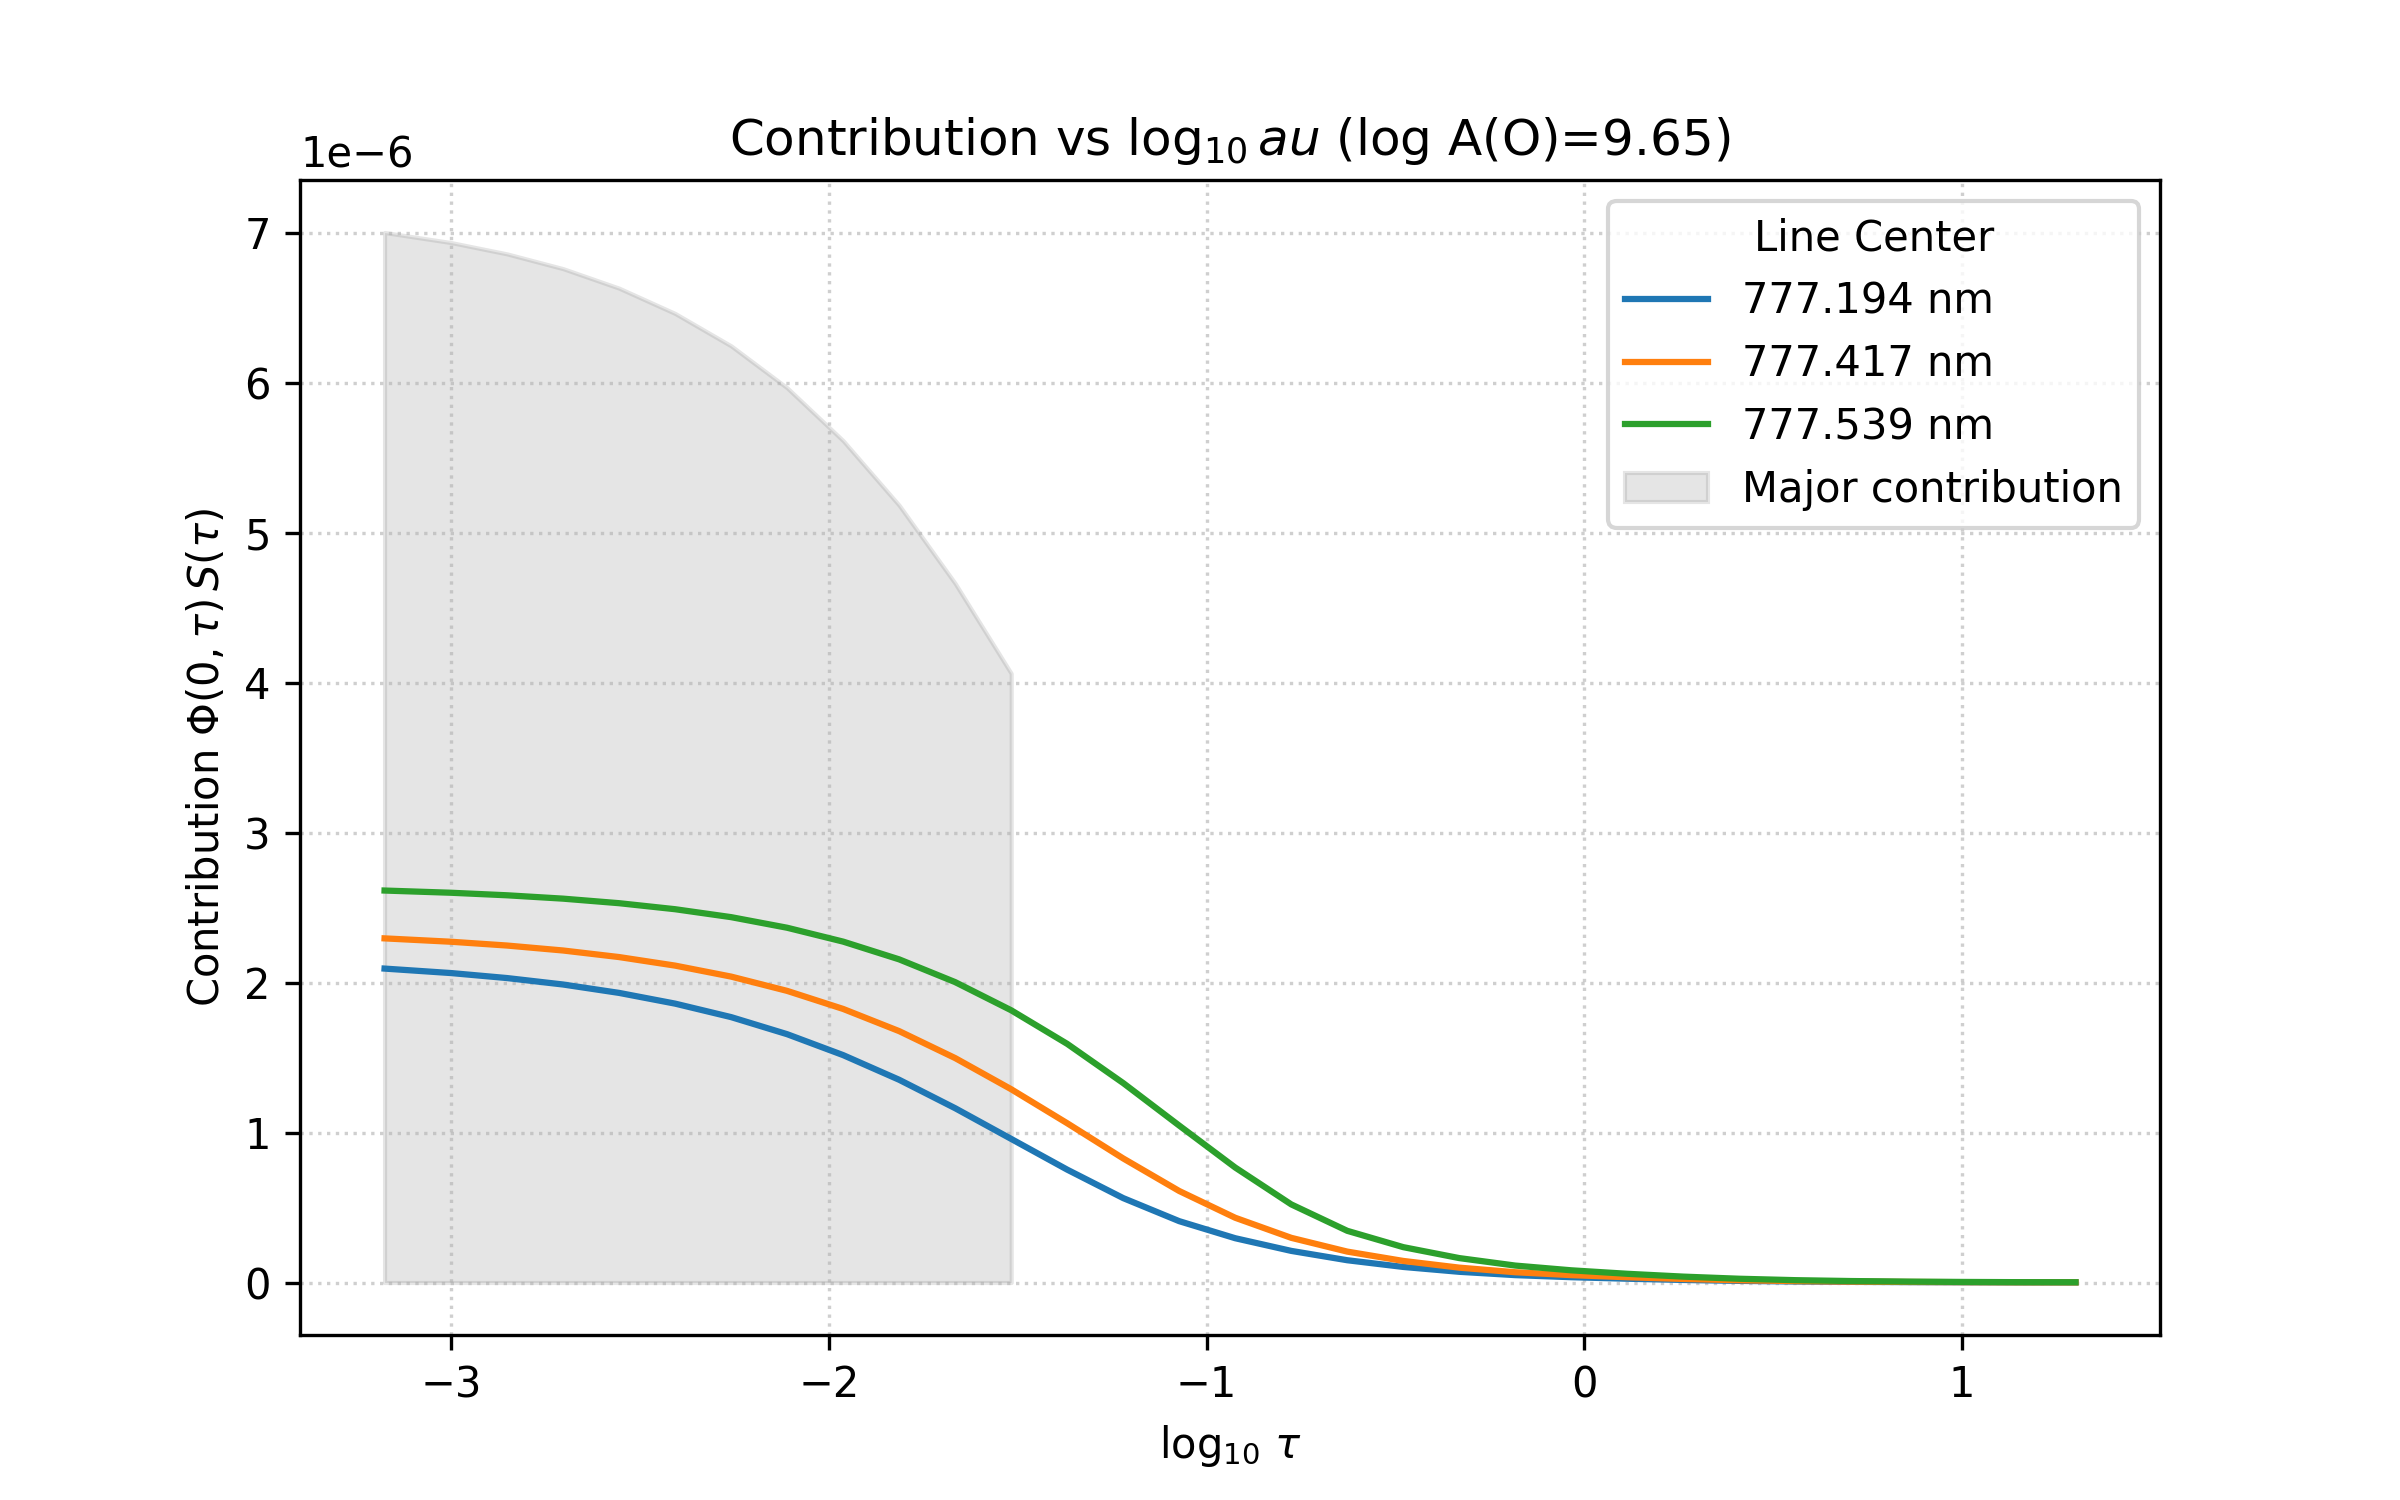 Contribution vs log₁₀ au (log A(O)=9.65)
1e−6
7
6
5
4
3
2
1
0
Contribution Φ(0, τ) S(τ)
Line Center
777.194 nm
777.417 nm
777.539 nm
Major contribution
−3 −2 −1 0 1
log₁₀ τ